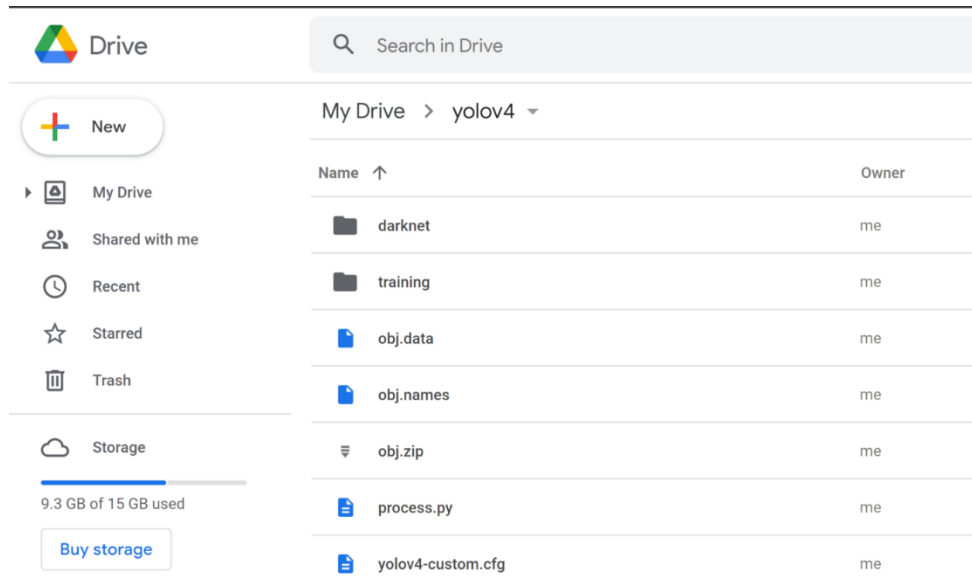 Drive
Search in Drive
New
My Drive > yolov4
Name ↑ Owner
My Drive
Shared with me
Recent
Starred
Trash
Storage
9.3 GB of 15 GB used
Buy storage
darknet me
training me
obj.data me
obj.names me
obj.zip me
process.py me
yolov4-custom.cfg me